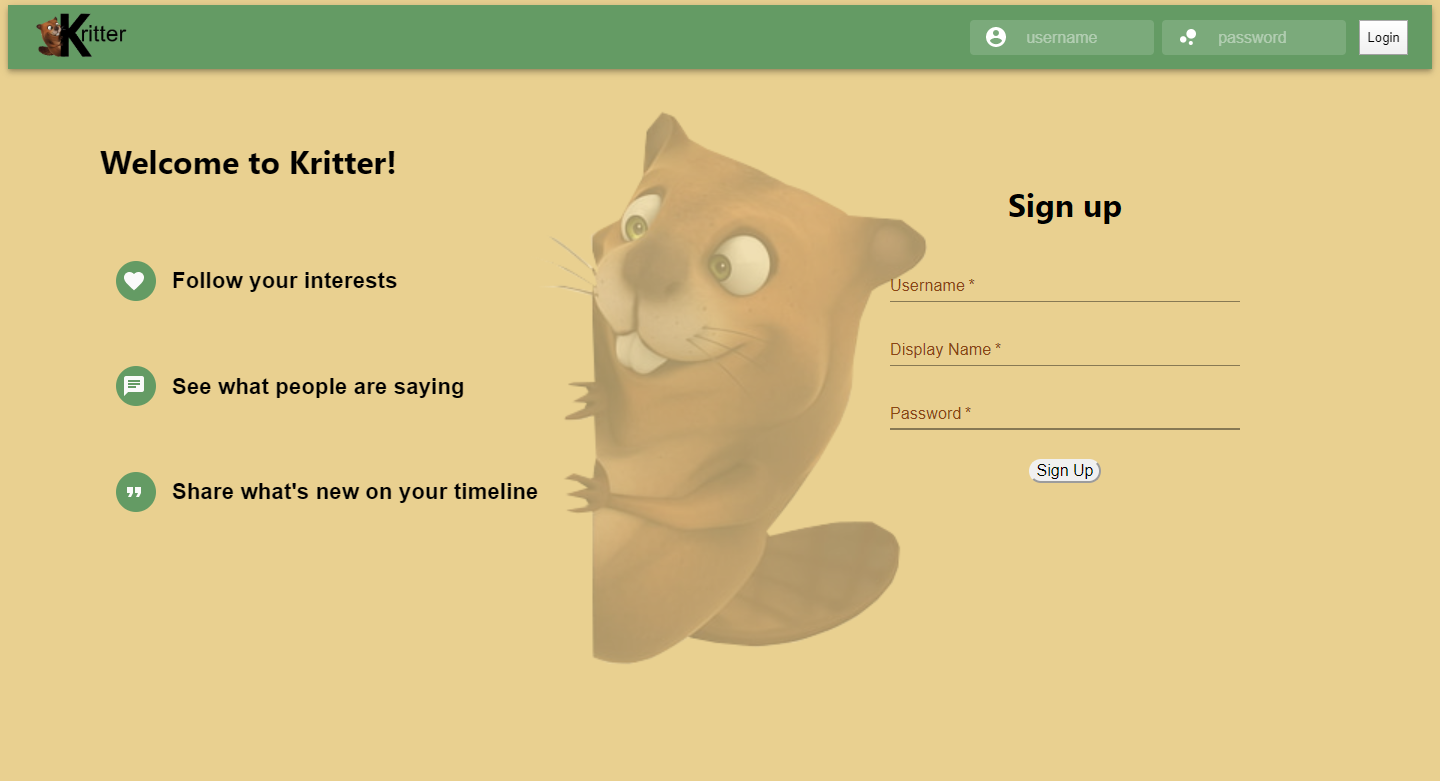 Kritter
username
password
Login
Welcome to Kritter!
Follow your interests
See what people are saying
Share what's new on your timeline
Sign up
Username *
Display Name *
Password *
Sign Up